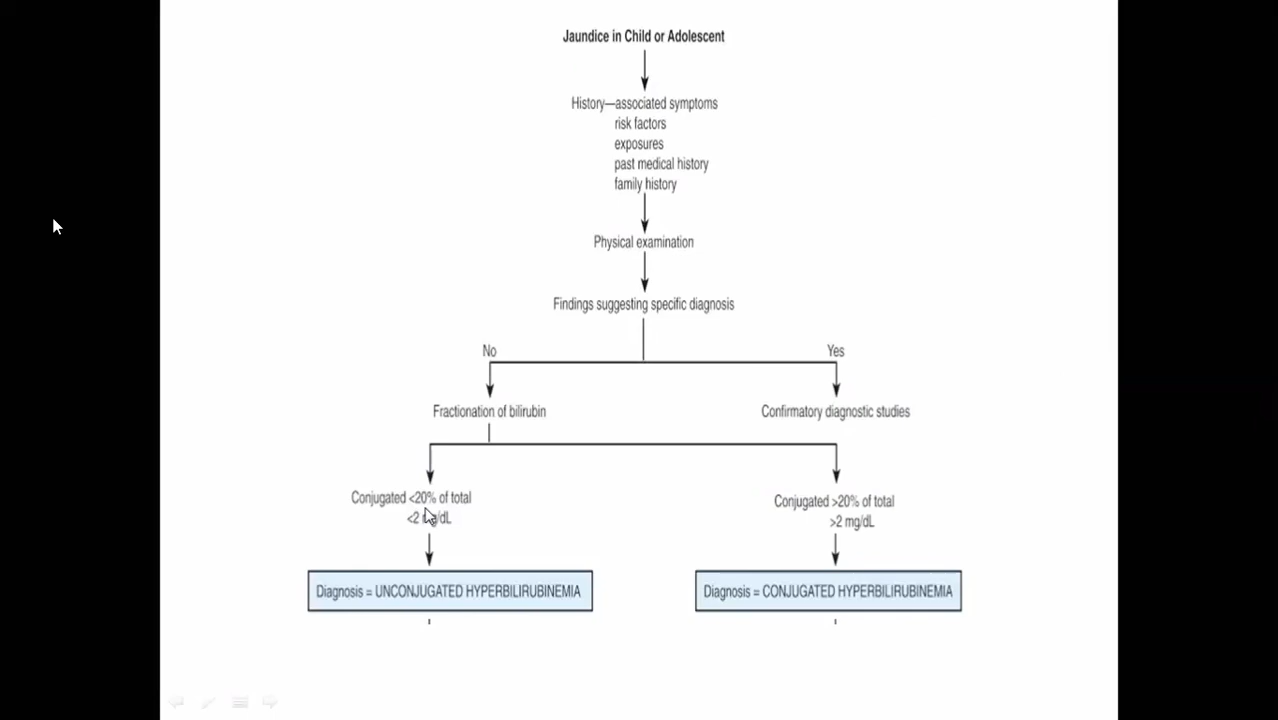 Jaundice in Child or Adolescent
History—associated symptoms
risk factors
exposures
past medical history
family history
Physical examination
Findings suggesting specific diagnosis
No
Yes
Fractionation of bilirubin
Confirmatory diagnostic studies
Conjugated <20% of total
<2 mg/dL
Conjugated >20% of total
>2 mg/dL
Diagnosis = UNCONJUGATED HYPERBILIRUBINEMIA
Diagnosis = CONJUGATED HYPERBILIRUBINEMIA